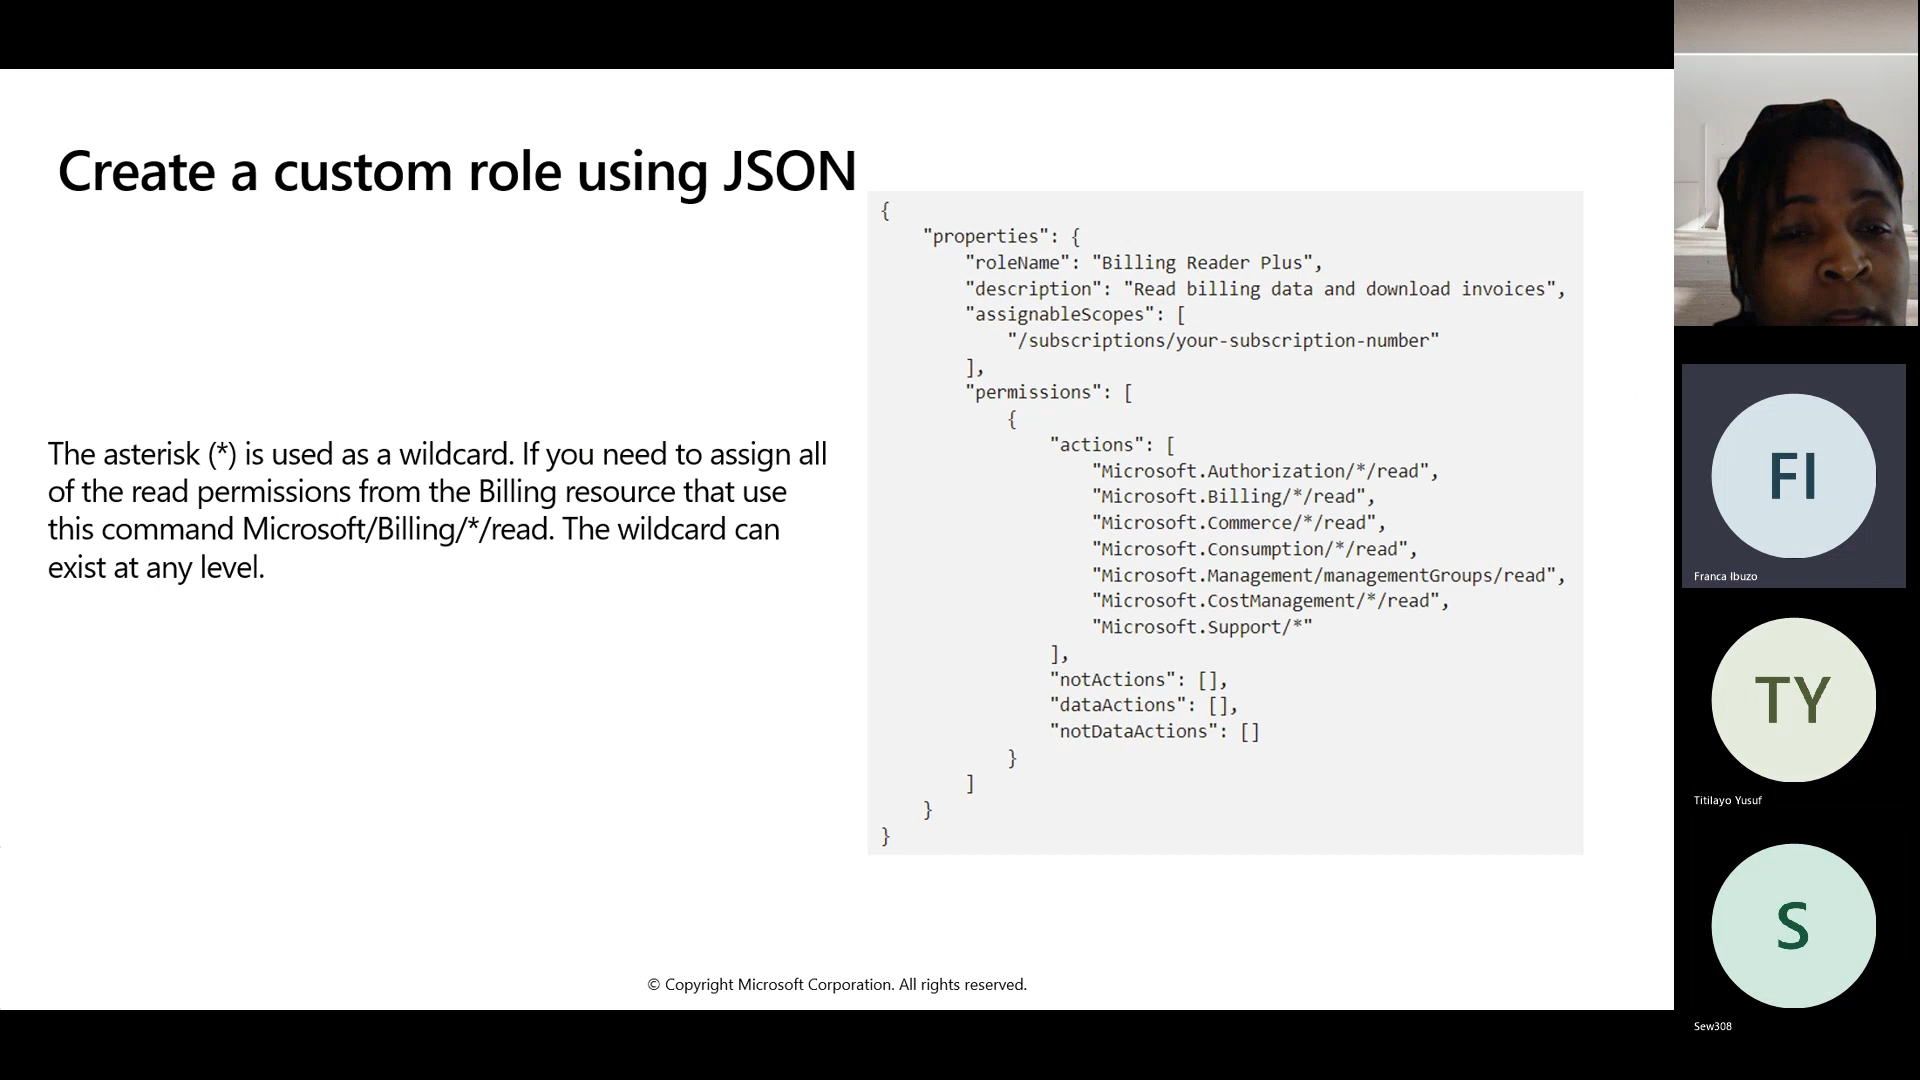 Create a custom role using JSON
The asterisk (*) is used as a wildcard. If you need to assign all
of the read permissions from the Billing resource that use
this command Microsoft/Billing/*/read. The wildcard can
exist at any level.
{
"properties": {
"roleName": "Billing Reader Plus",
"description": "Read billing data and download invoices",
"assignableScopes": [
"/subscriptions/your-subscription-number"
],
"permissions": [
{
"actions": [
"Microsoft.Authorization/*/read",
"Microsoft.Billing/*/read",
"Microsoft.Commerce/*/read",
"Microsoft.Consumption/*/read",
"Microsoft.Management/managementGroups/read",
"Microsoft.CostManagement/*/read",
"Microsoft.Support/*"
],
"notActions": [],
"dataActions": [],
"notDataActions": []
}
]
}
}
© Copyright Microsoft Corporation. All rights reserved.
FI
Franca Ibuzo
TY
Titilayo Yusuf
S
Sew308